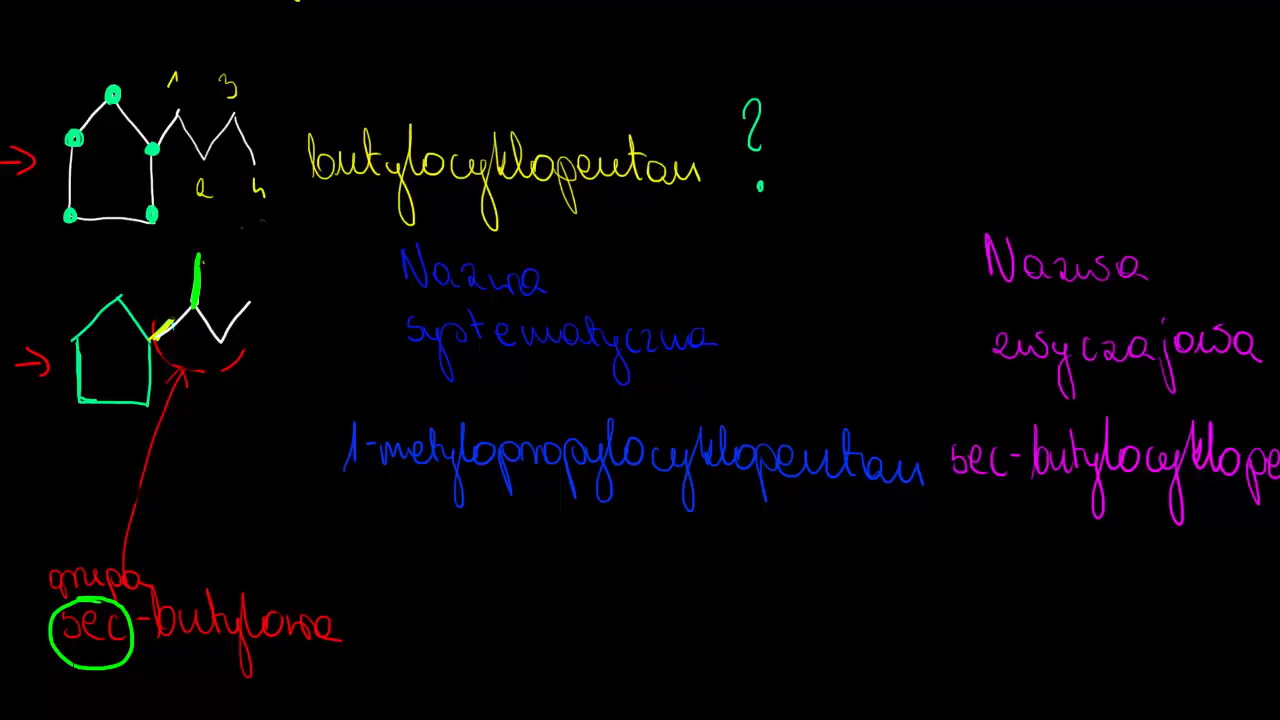 1 3
butylocyklopentan ?
2 4
Nazwa
systematyczna
Nazwa
zwyczajowa
1-metylopropylocyklopentan
sec-butylocyklope
grupa
sec-butylowa